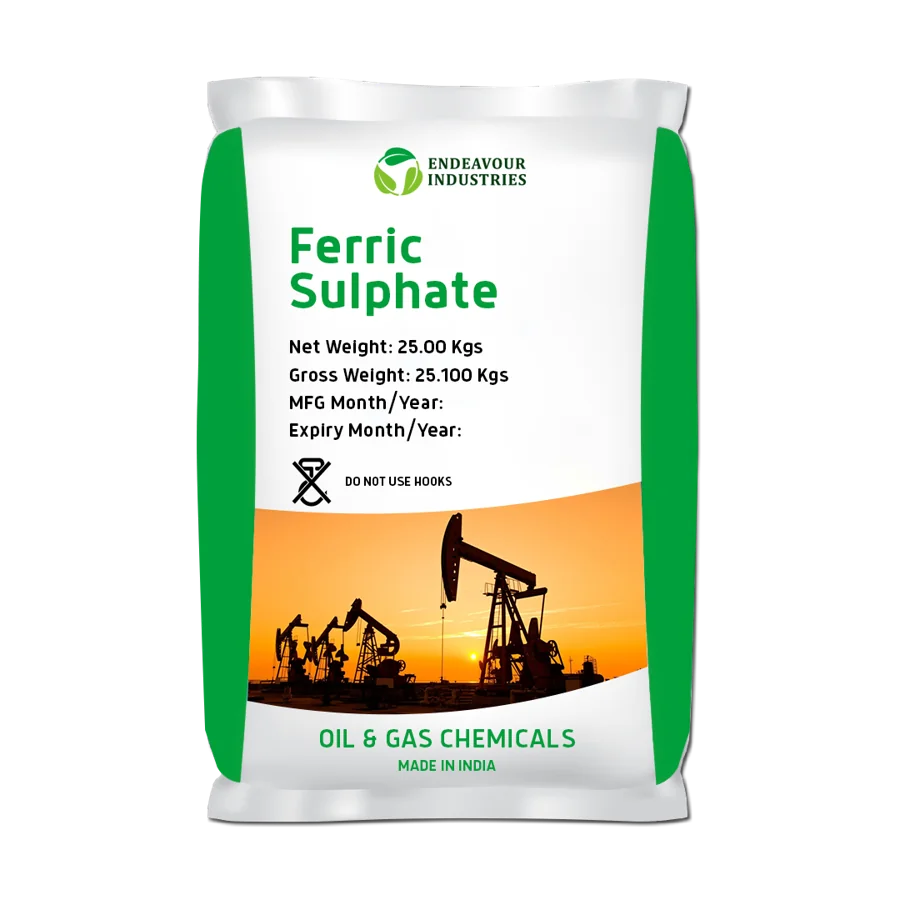 ENDEAVOUR
INDUSTRIES
Ferric
Sulphate
Net Weight: 25.00 Kgs
Gross Weight: 25.100 Kgs
MFG Month/Year:
Expiry Month/Year:
DO NOT USE HOOKS
OIL & GAS CHEMICALS
MADE IN INDIA